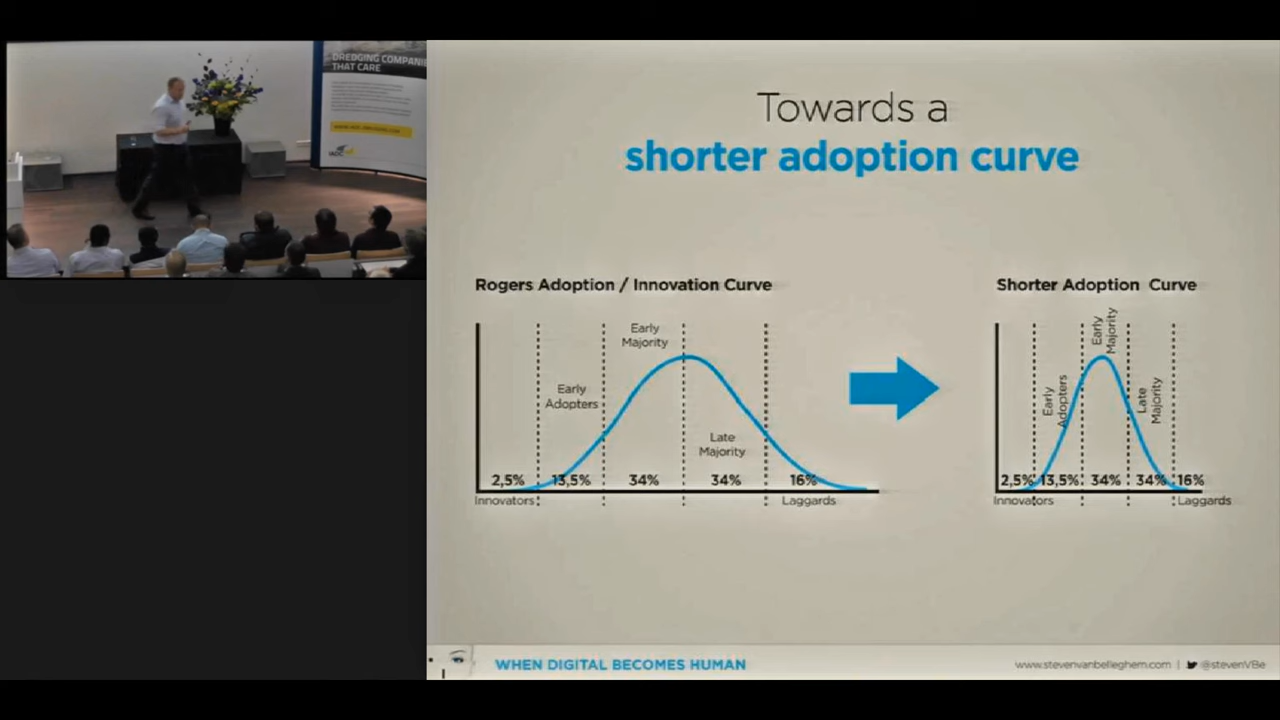 DREDGING COMPANIE
THAT CARE
IADC
Towards a
shorter adoption curve
Rogers Adoption / Innovation Curve
Early
Majority
Early
Adopters
Late
Majority
2,5%
13,5%
34%
34%
16%
Innovators
Laggards
Shorter Adoption Curve
Early
Majority
Early
Adopters
Late
Majority
2,5%
13,5%
34%
34%
16%
Innovators
Laggards
WHEN DIGITAL BECOMES HUMAN
www.stevenvanbelleghem.com | @stevenVBe